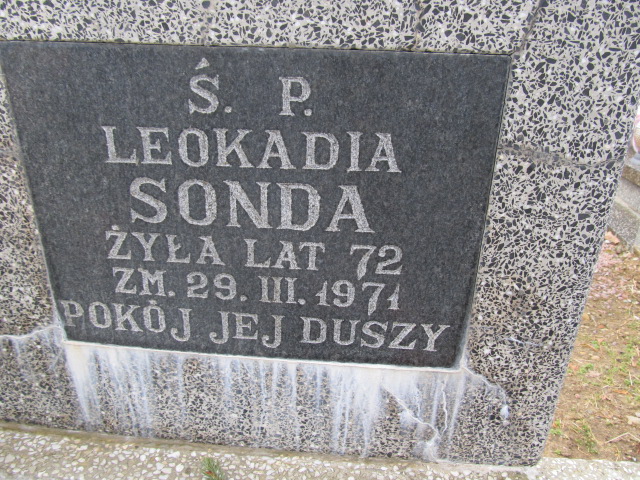 Ś. P.
LEOKADIA
SONDA
ŻYŁA LAT 72
ZM. 29. III. 1971
POKÓJ JEJ DUSZY